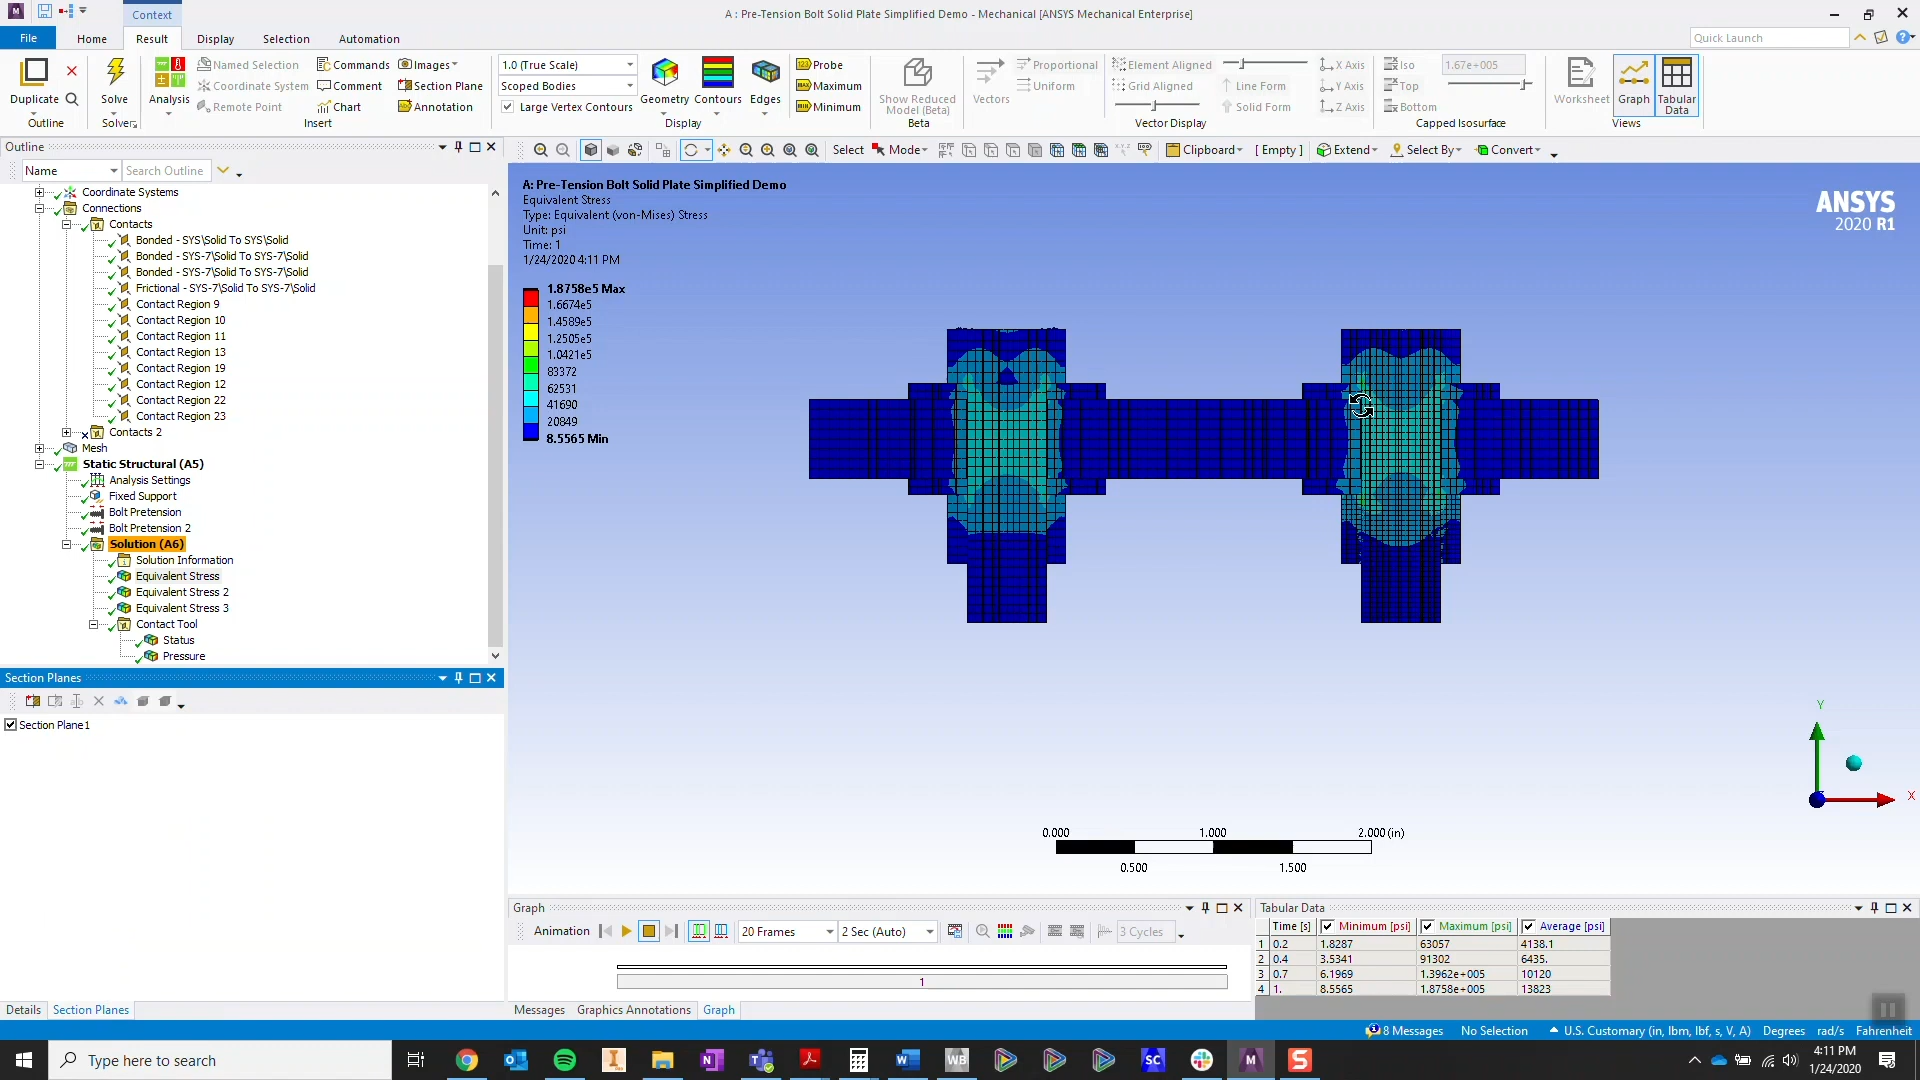 Context
A : Pre-Tension Bolt Solid Plate Simplified Demo - Mechanical [ANSYS Mechanical Enterprise]
File Home Result Display Selection Automation
Quick Launch
Duplicate
Outline
Solve
Solver
Analysis
Named Selection
Coordinate System
Remote Point
Commands
Comment
Chart
Images
Section Plane
Annotation
Insert
1.0 (True Scale)
Scoped Bodies
Large Vertex Contours
Geometry Contours Edges
Display
Probe
Maximum
Minimum
Show Reduced
Model (Beta)
Beta
Vectors
Proportional
Uniform
Element Aligned
Grid Aligned
Line Form
Solid Form
X Axis
Y Axis
Z Axis
Vector Display
Iso
Top
Bottom
1.67e+005
Capped Isosurface
Worksheet Graph Tabular
Data
Views
Outline
Name Search Outline
Select Mode Clipboard [ Empty ] Extend Select By Convert
Coordinate Systems
Connections
Contacts
Bonded - SYS\Solid To SYS\Solid
Bonded - SYS-7\Solid To SYS-7\Solid
Bonded - SYS-7\Solid To SYS-7\Solid
Frictional - SYS-7\Solid To SYS-7\Solid
Contact Region 9
Contact Region 10
Contact Region 11
Contact Region 13
Contact Region 19
Contact Region 12
Contact Region 22
Contact Region 23
Contacts 2
Mesh
Static Structural (A5)
Analysis Settings
Fixed Support
Bolt Pretension
Bolt Pretension 2
Solution (A6)
Solution Information
Equivalent Stress
Equivalent Stress 2
Equivalent Stress 3
Contact Tool
Status
Pressure
Section Planes
Section Plane1
Details Section Planes
A: Pre-Tension Bolt Solid Plate Simplified Demo
Equivalent Stress
Type: Equivalent (von-Mises) Stress
Unit: psi
Time: 1
1/24/2020 4:11 PM
1.8758e5 Max
1.6674e5
1.4589e5
1.2505e5
1.0421e5
83372
62531
41690
20849
8.5565 Min
ANSYS
2020 R1
Y
X
0.000 1.000 2.000 (in)
0.500 1.500
Graph
Animation 20 Frames 2 Sec (Auto) 3 Cycles
1
Messages Graphics Annotations Graph
Tabular Data
Time [s] Minimum [psi] Maximum [psi] Average [psi]
1 0.2 1.8287 63057 4138.1
2 0.4 3.5341 91302 6435.
3 0.7 6.1969 1.3962e+005 10120
4 1. 8.5565 1.8758e+005 13823
8 Messages No Selection U.S. Customary (in, lbm, lbf, s, V, A) Degrees rad/s Fahrenheit
Type here to search
4:11 PM
1/24/2020